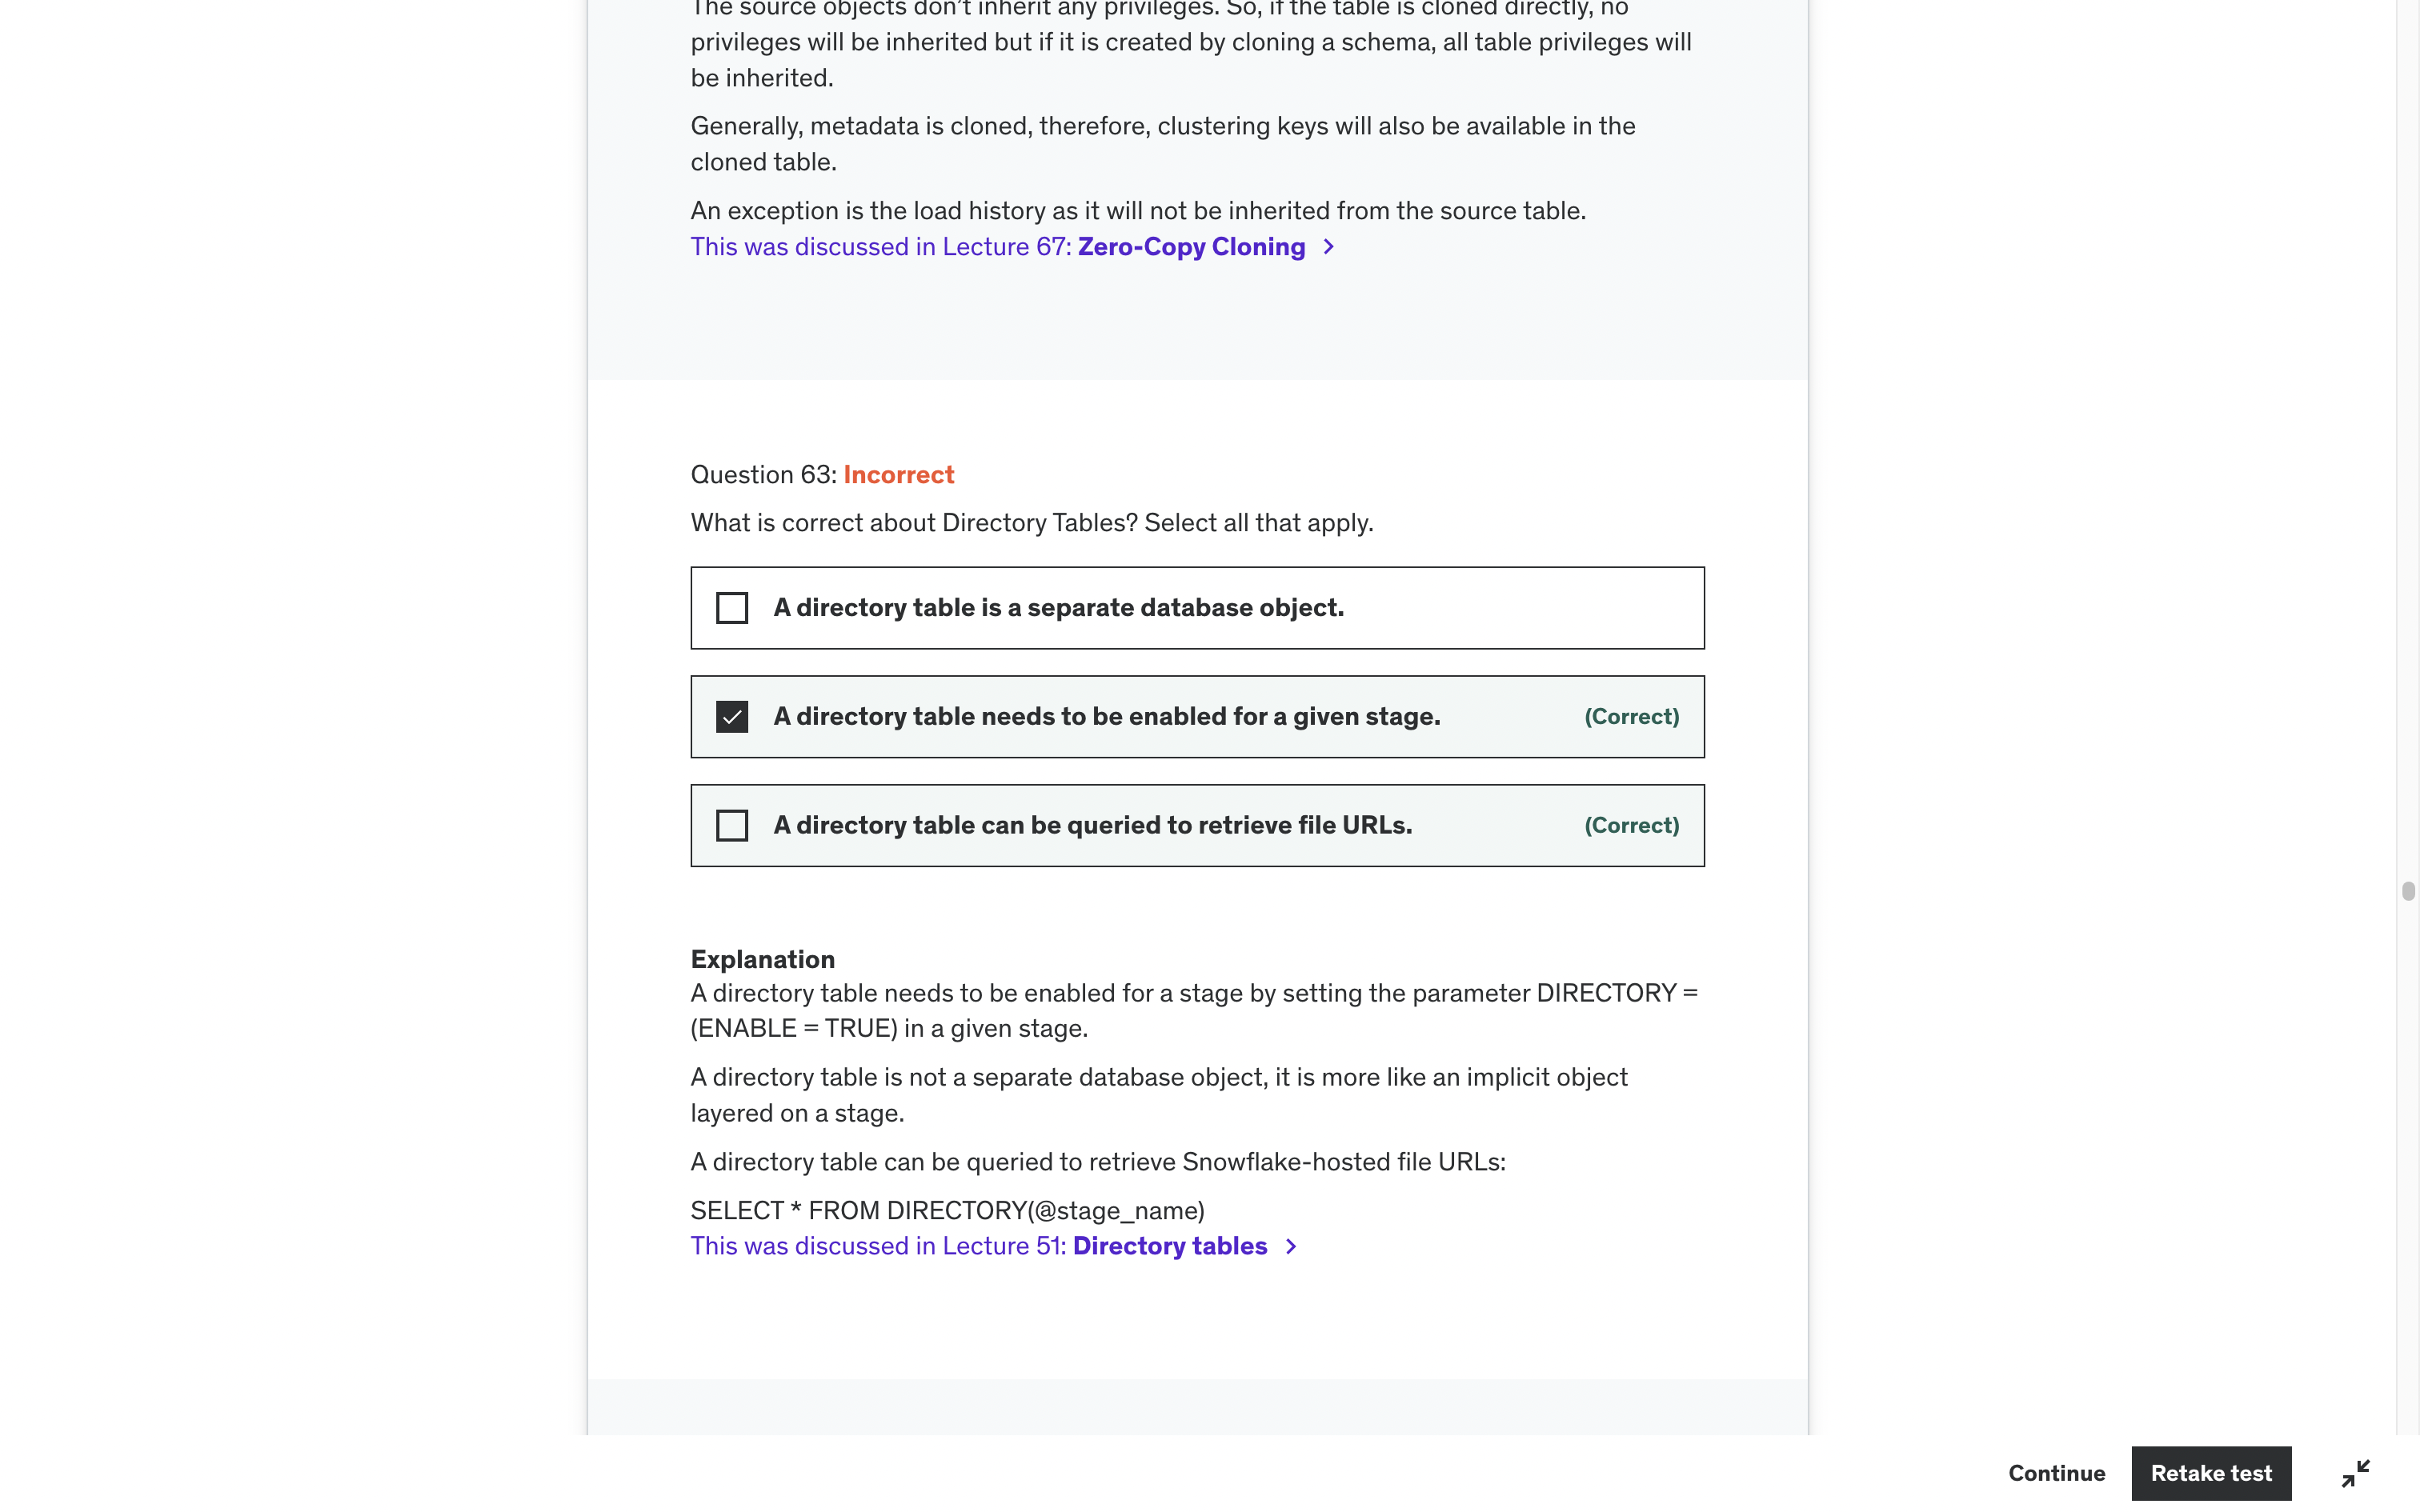 The source objects don't inherit any privileges. So, if the table is cloned directly, no
privileges will be inherited but if it is created by cloning a schema, all table privileges will
be inherited.
Generally, metadata is cloned, therefore, clustering keys will also be available in the
cloned table.
An exception is the load history as it will not be inherited from the source table.
This was discussed in Lecture 67: Zero-Copy Cloning
Question 63: Incorrect
What is correct about Directory Tables? Select all that apply.
A directory table is a separate database object.
A directory table needs to be enabled for a given stage. (Correct)
A directory table can be queried to retrieve file URLs. (Correct)
Explanation
A directory table needs to be enabled for a stage by setting the parameter DIRECTORY =
(ENABLE = TRUE) in a given stage.
A directory table is not a separate database object, it is more like an implicit object
layered on a stage.
A directory table can be queried to retrieve Snowflake-hosted file URLs:
SELECT * FROM DIRECTORY(@stage_name)
This was discussed in Lecture 51: Directory tables
Continue
Retake test